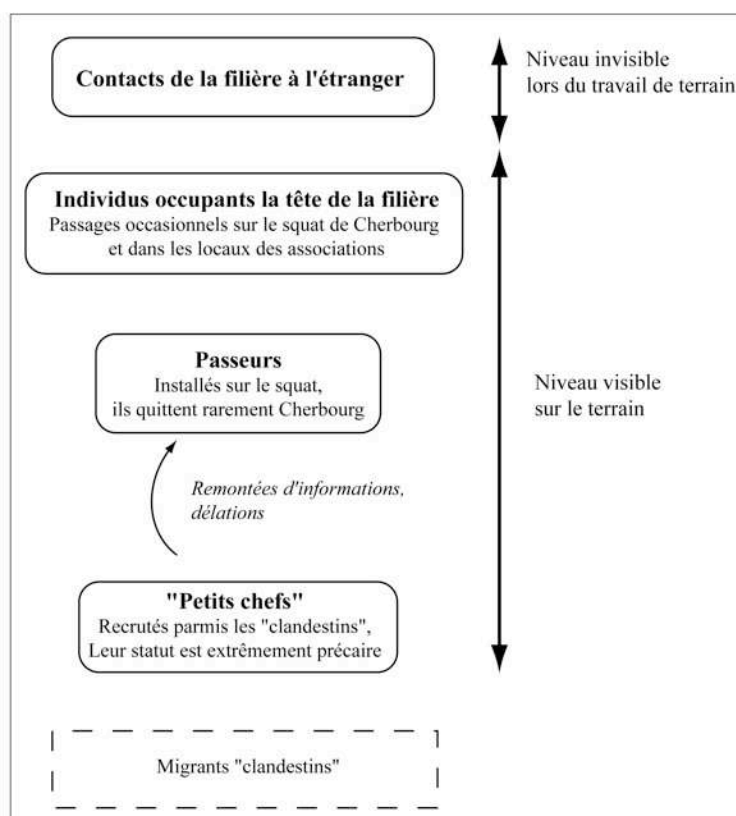 Contacts de la filière à l'étranger
Niveau invisible
lors du travail de terrain
Individus occupants la tête de la filière
Passages occasionnels sur le squat de Cherbourg
et dans les locaux des associations
Passeurs
Installés sur le squat,
ils quittent rarement Cherbourg
Niveau visible
sur le terrain
Remontées d'informations,
délations
"Petits chefs"
Recrutés parmis les "clandestins",
Leur statut est extrêmement précaire
Migrants "clandestins"